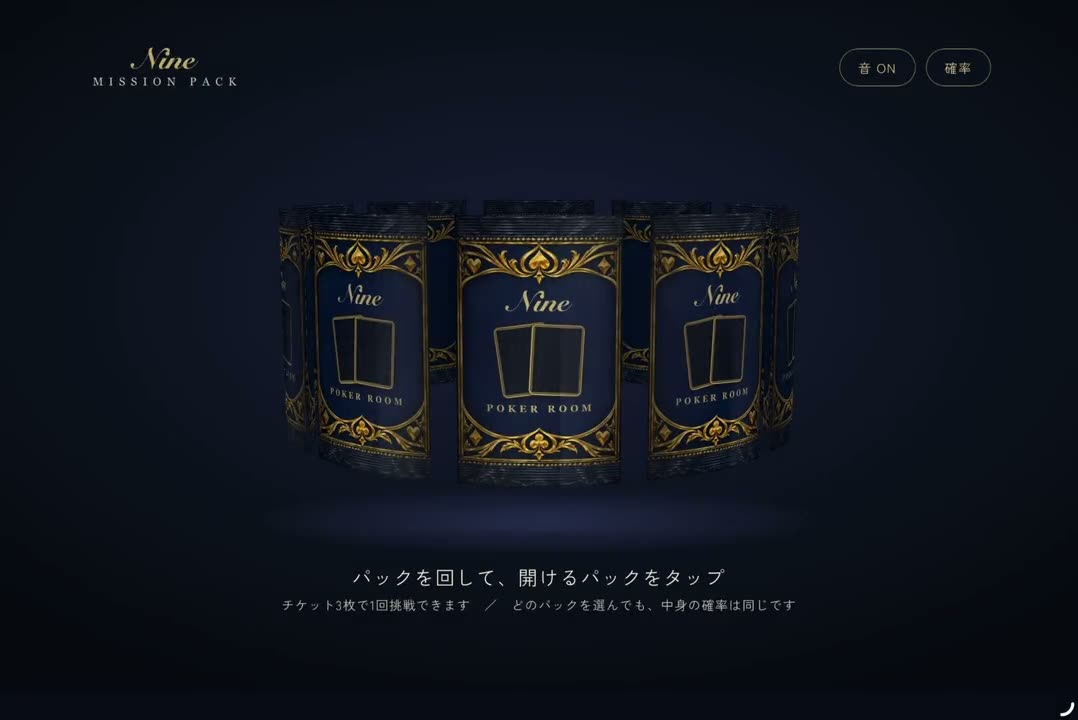 Nine
MISSION PACK
音 ON
確率
Nine
POKER ROOM
Nine
POKER ROOM
Nine
POKER ROOM
パックを回して、開けるパックをタップ
チケット3枚で1回挑戦できます ／ どのパックを選んでも、中身の確率は同じです